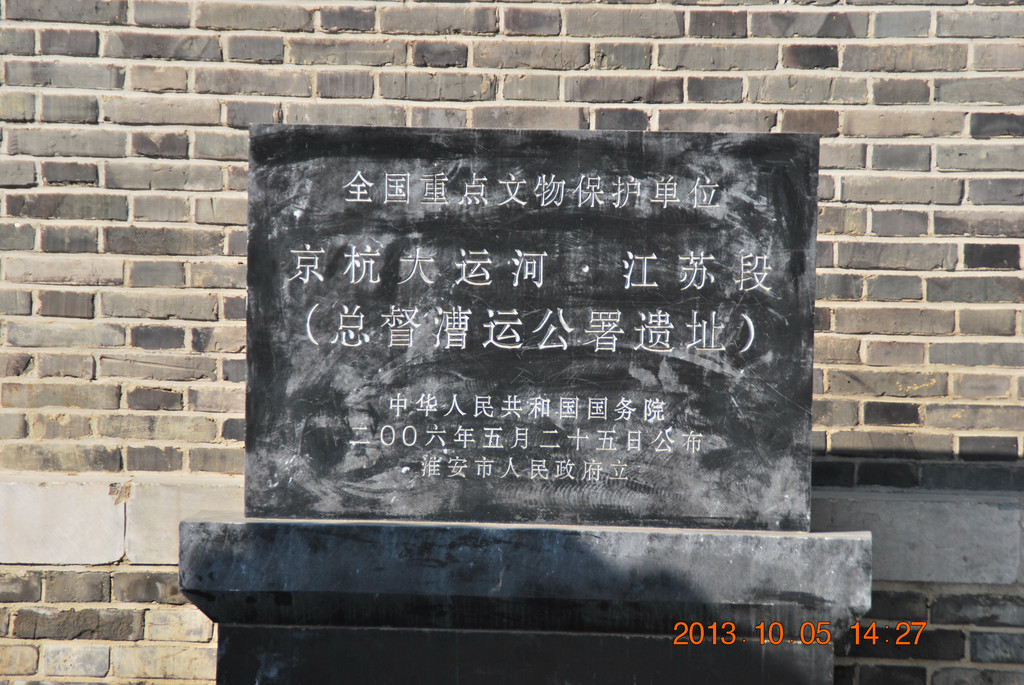 全国重点文物保护单位
京杭大运河·江苏段
（总督漕运公署遗址）
中华人民共和国国务院
二〇〇六年五月二十五日公布
淮安市人民政府立
2013.10.05 14:27